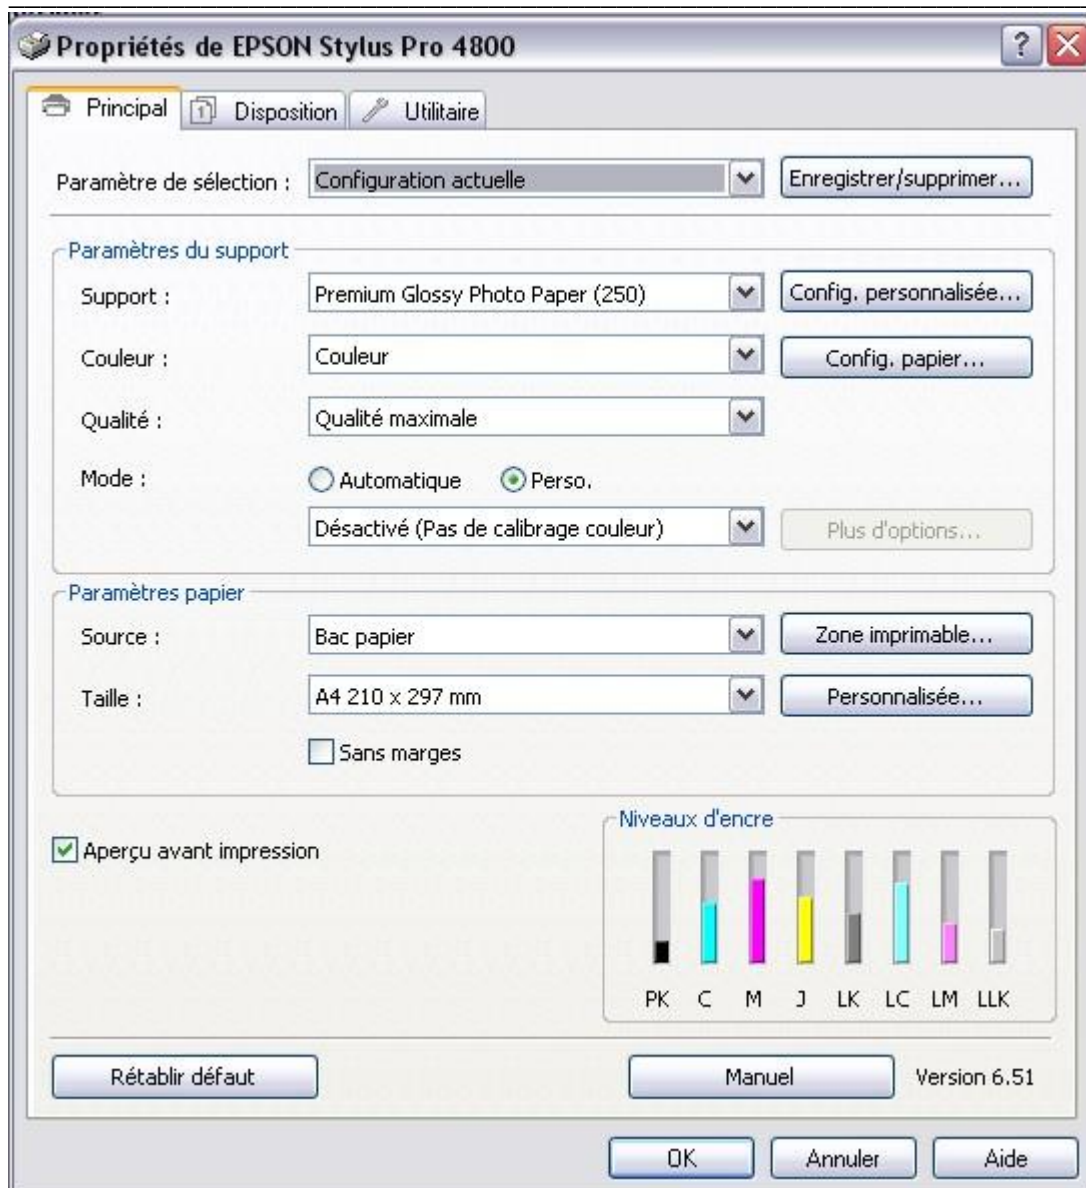 Propriétés de EPSON Stylus Pro 4800
Principal Disposition Utilitaire
Paramètre de sélection : Configuration actuelle Enregistrer/supprimer...
Paramètres du support
Support : Premium Glossy Photo Paper (250) Config. personnalisée...
Couleur : Couleur Config. papier...
Qualité : Qualité maximale
Mode : Automatique Perso.
Désactivé (Pas de calibrage couleur) Plus d'options...
Paramètres papier
Source : Bac papier Zone imprimable...
Taille : A4 210 x 297 mm Personnalisée...
Sans marges
Niveaux d'encre
Aperçu avant impression
PK C M J LK LC LM LLK
Rétablir défaut Manuel Version 6.51
OK Annuler Aide